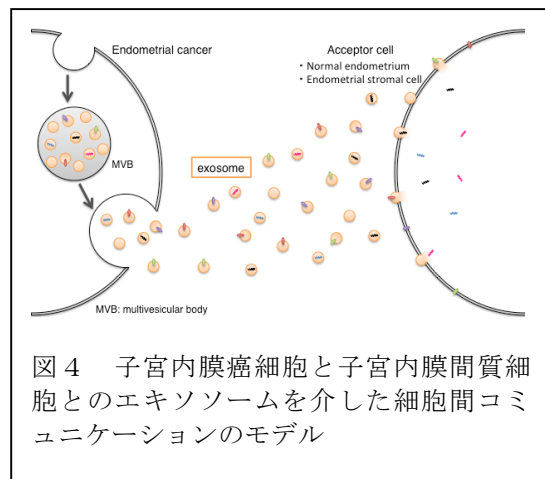 Endometrial cancer
Acceptor cell
・Normal endometrium
・Endometrial stromal cell
MVB
exosome
MVB: multivesicular body
図４　子宮内膜癌細胞と子宮内膜間質細
胞とのエキソソームを介した細胞間コミ
ュニケーションのモデル